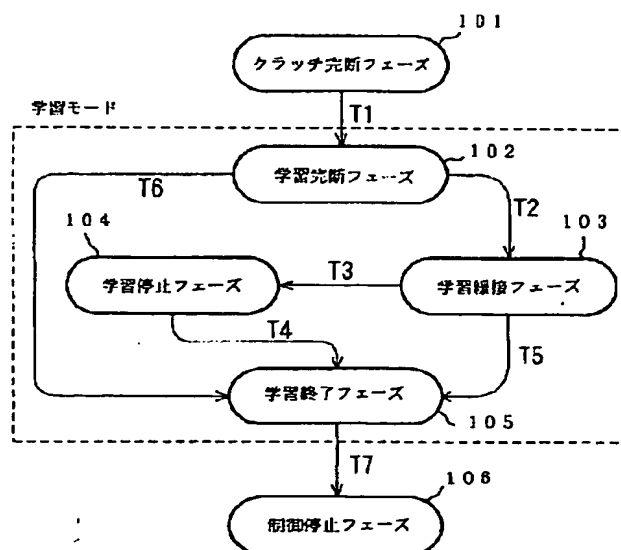 101
クラッチ完断フェーズ
学習モード
T1
102
学習完断フェーズ
T6
T2
104
103
学習停止フェーズ
T3
学習緩接フェーズ
T4
T5
学習終了フェーズ
105
T7
106
制御停止フェーズ